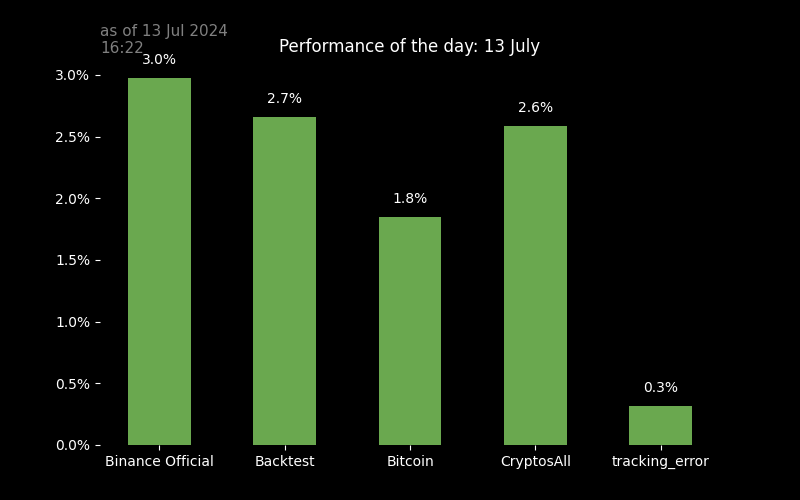 as of 13 Jul 2024
16:22
Performance of the day: 13 July
3.0%
3.0%
2.7%
2.6%
2.5%
1.8%
2.0%
1.5%
1.0%
0.3%
0.5%
0.0%
Binance Official
Backtest
Bitcoin
CryptosAll
tracking_error